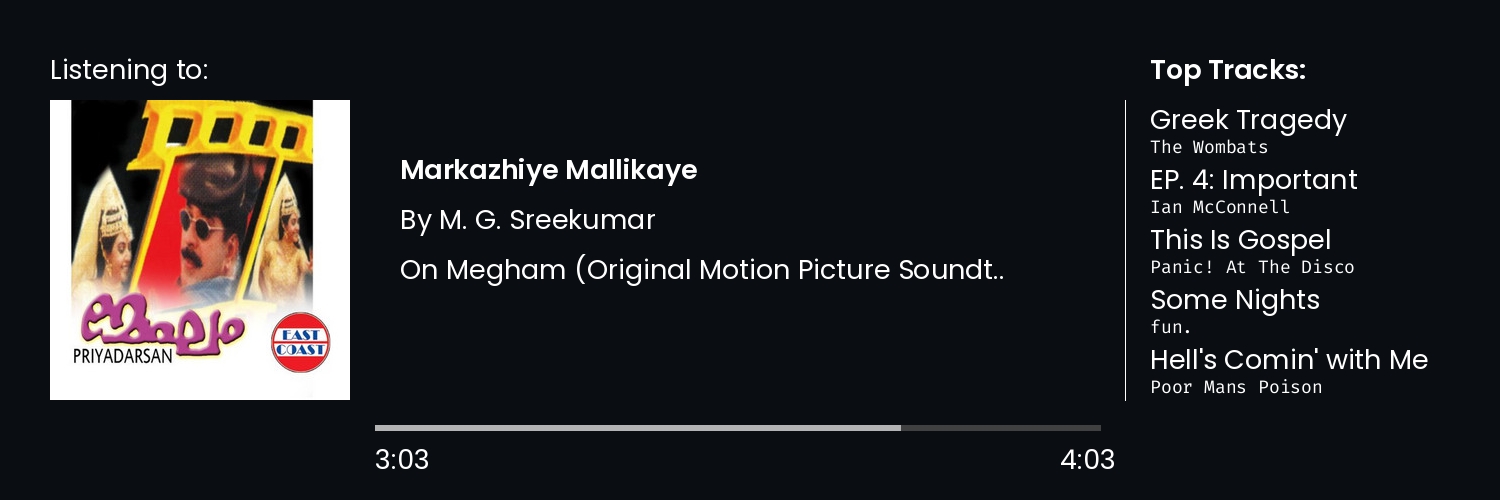 Listening to:
മേഘം
PRIYADARSAN
EAST
COAST
Markazhiye Mallikaye
By M. G. Sreekumar
On Megham (Original Motion Picture Soundt..
3:03
4:03
Top Tracks:
Greek Tragedy
The Wombats
EP. 4: Important
Ian McConnell
This Is Gospel
Panic! At The Disco
Some Nights
fun.
Hell's Comin' with Me
Poor Mans Poison